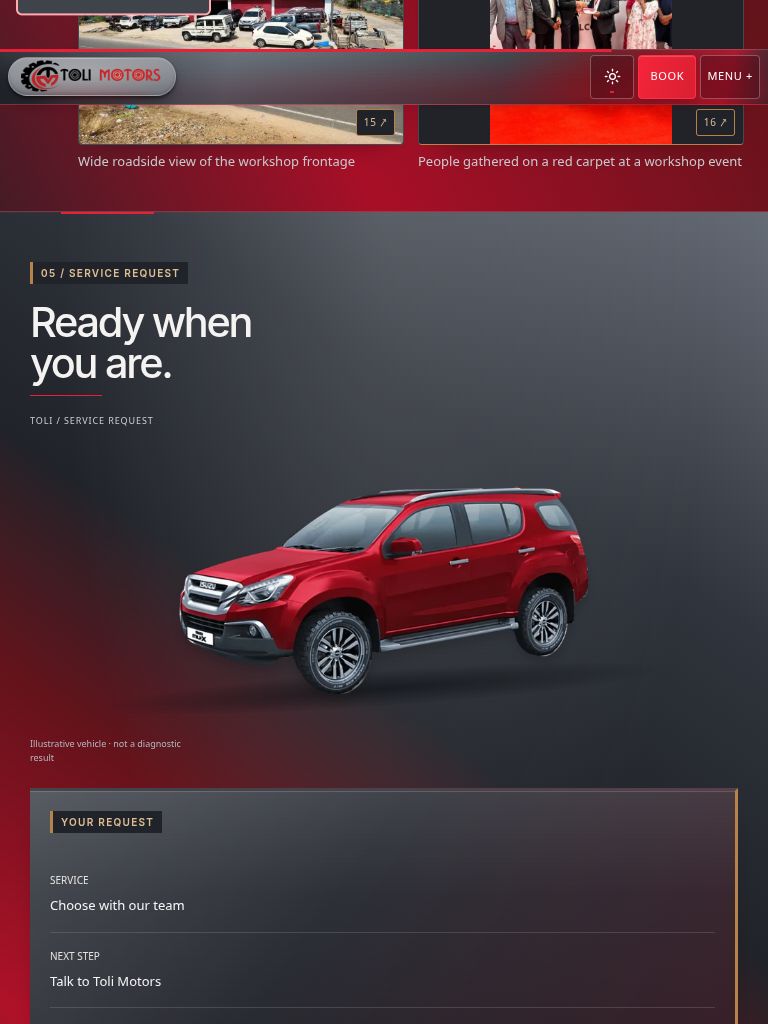 TOLI MOTORS
BOOK
MENU +
15 ↗
16 ↗
Wide roadside view of the workshop frontage
People gathered on a red carpet at a workshop event
05 / SERVICE REQUEST
Ready when
you are.
TOLI / SERVICE REQUEST
ISUZU
mu-X
Illustrative vehicle · not a diagnostic
result
YOUR REQUEST
SERVICE
Choose with our team
NEXT STEP
Talk to Toli Motors